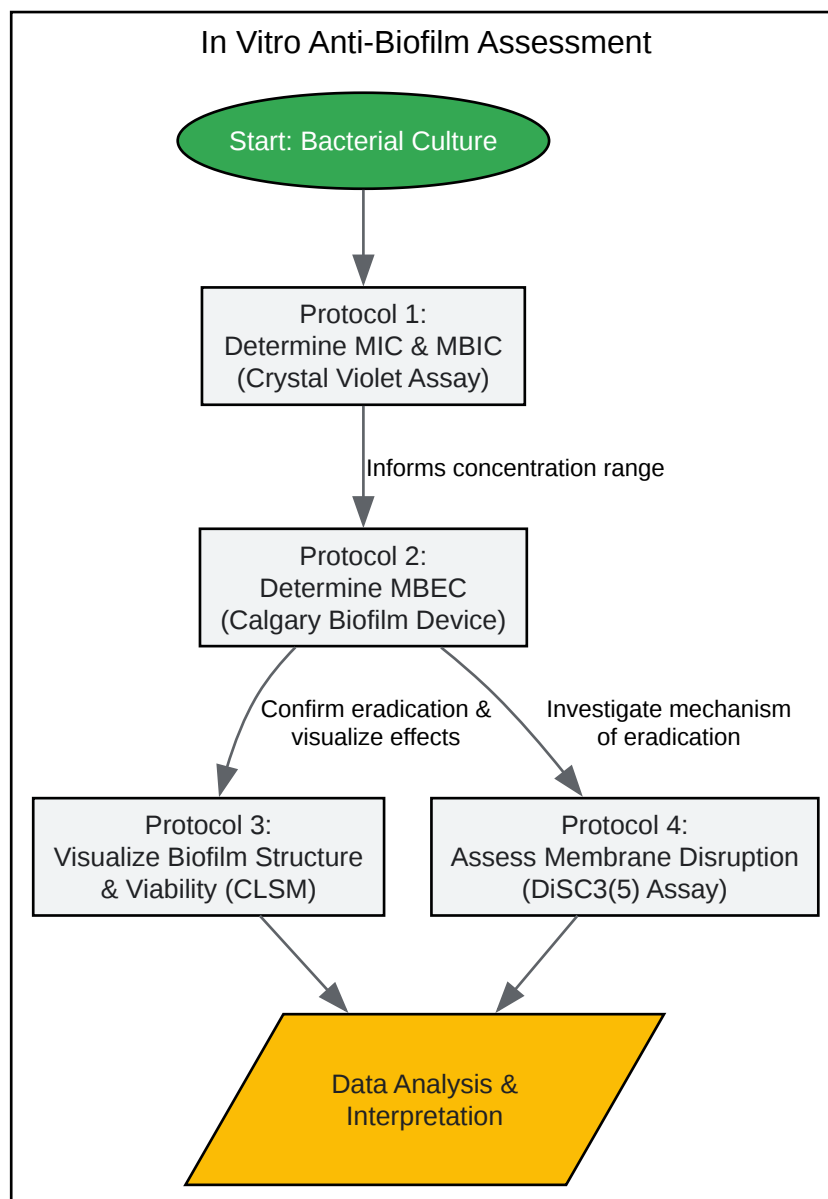 In Vitro Anti-Biofilm Assessment
Start: Bacterial Culture
Protocol 1:
Determine MIC & MBIC
(Crystal Violet Assay)
Informs concentration range
Protocol 2:
Determine MBEC
(Calgary Biofilm Device)
Confirm eradication &
visualize effects
Investigate mechanism
of eradication
Protocol 3:
Visualize Biofilm Structure
& Viability (CLSM)
Protocol 4:
Assess Membrane Disruption
(DiSC3(5) Assay)
Data Analysis &
Interpretation